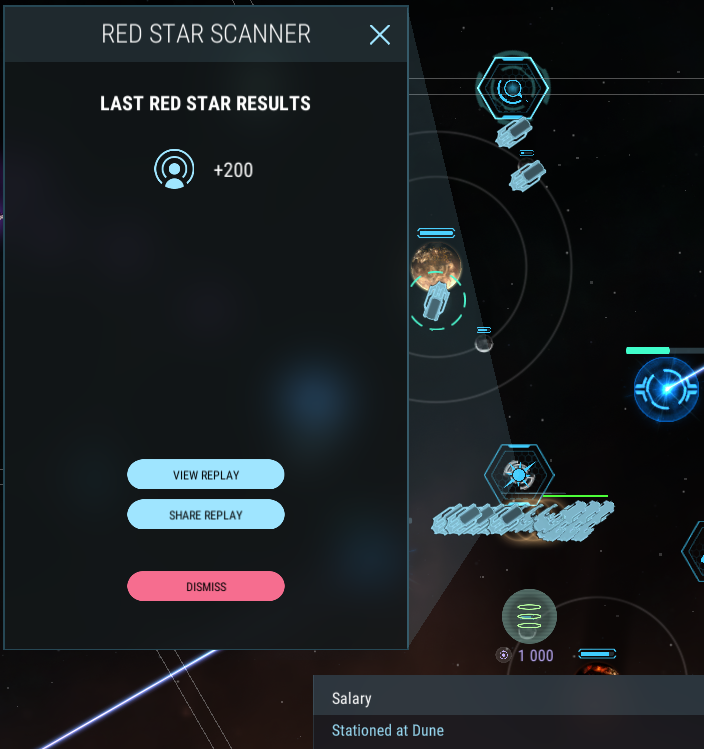 RED STAR SCANNER
LAST RED STAR RESULTS
+200
VIEW REPLAY
SHARE REPLAY
DISMISS
1 000
Salary
Stationed at Dune